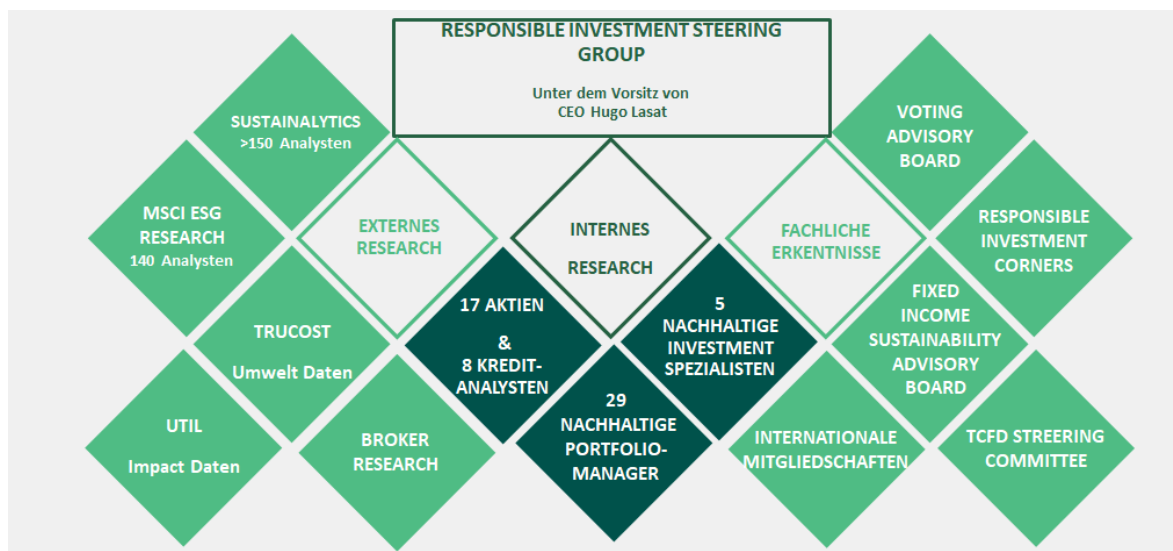 RESPONSIBLE INVESTMENT STEERING
GROUP
Unter dem Vorsitz von
CEO Hugo Lasat
SUSTAINALYTICS
>150 Analysten
MSCI ESG
RESEARCH
140 Analysten
EXTERNES
RESEARCH
TRUCOST
Umwelt Daten
UTIL
Impact Daten
BROKER
RESEARCH
INTERNES
RESEARCH
17 AKTIEN
&
8 KREDIT-
ANALYSTEN
5
NACHHALTIGE
INVESTMENT
SPEZIALISTEN
29
NACHHALTIGE
PORTFOLIO-
MANAGER
FACHLICHE
ERKENTNISSE
VOTING
ADVISORY
BOARD
RESPONSIBLE
INVESTMENT
CORNERS
FIXED
INCOME
SUSTAINABILITY
ADVISORY
BOARD
INTERNATIONALE
MITGLIEDSCHAFTEN
TCFD STREERING
COMMITTEE